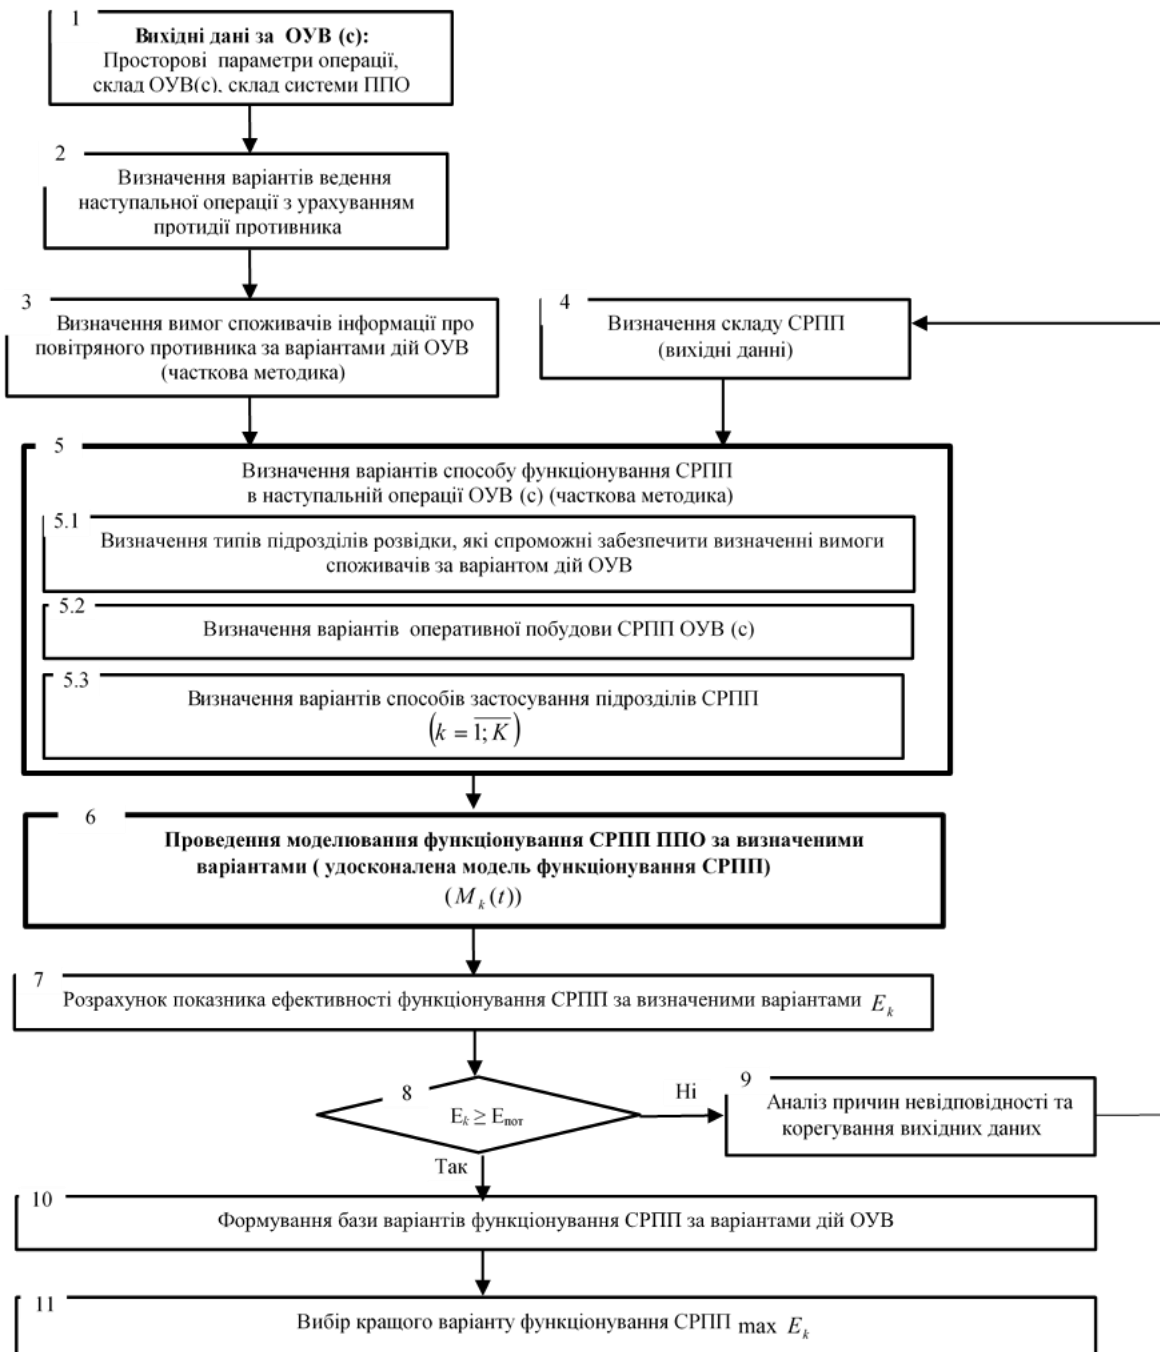 1
Вихідні дані за ОУВ (с):
Просторові параметри операції,
склад ОУВ(с), склад системи ППО
2
Визначення варіантів ведення
наступальної операції з урахуванням
протидії противника
3
Визначення вимог споживачів інформації про
повітряного противника за варіантами дій ОУВ
(часткова методика)
4
Визначення складу СРПП
(вихідні данні)
5
Визначення варіантів способу функціонування СРПП
в наступальній операції ОУВ (с) (часткова методика)
5.1
Визначення типів підрозділів розвідки, які спроможні забезпечити визначенні вимоги
споживачів за варіантом дій ОУВ
5.2
Визначення варіантів оперативної побудови СРПП ОУВ (с)
5.3
Визначення варіантів способів застосування підрозділів СРПП
(k = \overline{1; K})
6
Проведення моделювання функціонування СРПП ППО за визначеними
варіантами ( удосконалена модель функціонування СРПП)
(M_k(t))
7
Розрахунок показника ефективності функціонування СРПП за визначеними варіантами E_k
8
E_k ≥ E_пот
Ні
9
Аналіз причин невідповідності та
корегування вихідних даних
Так
10
Формування бази варіантів функціонування СРПП за варіантами дій ОУВ
11
Вибір кращого варіанту функціонування СРПП max E_k